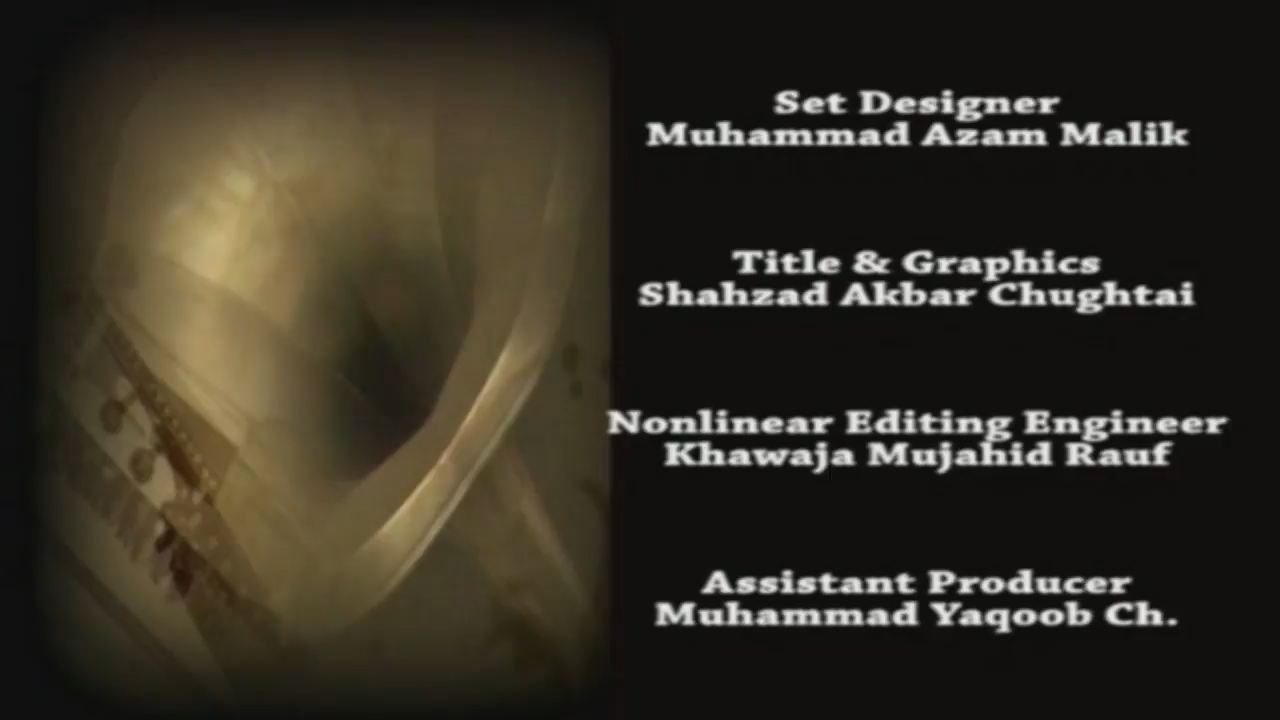 Set Designer
Muhammad Azam Malik
Title & Graphics
Shahzad Akbar Chughtai
Nonlinear Editing Engineer
Khawaja Mujahid Rauf
Assistant Producer
Muhammad Yaqoob Ch.